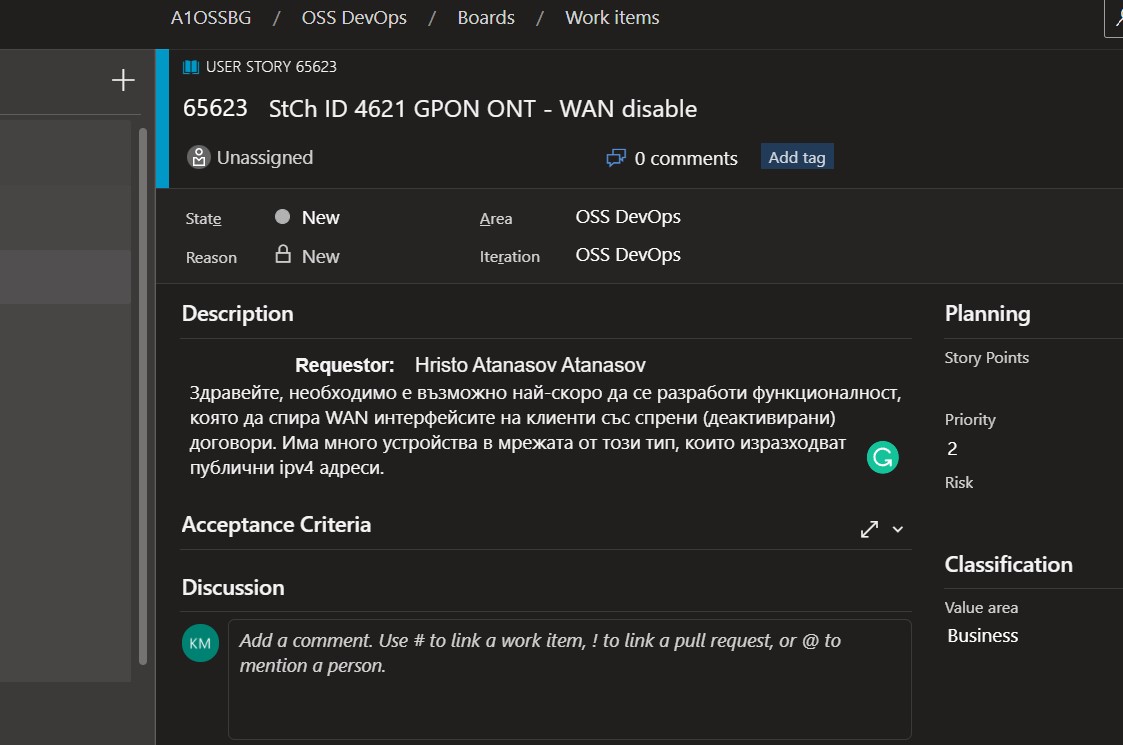 A1OSSBG / OSS DevOps / Boards / Work items
USER STORY 65623
65623 StCh ID 4621 GPON ONT - WAN disable
Unassigned 0 comments Add tag
State New Area OSS DevOps
Reason New Iteration OSS DevOps
Description
Requestor: Hristo Atanasov Atanasov
Здравейте, необходимо е възможно най-скоро да се разработи функционалност,
която да спира WAN интерфейсите на клиенти със спрени (деактивирани)
договори. Има много устройства в мрежата от този тип, които изразходват
публични ipv4 адреси.
Acceptance Criteria
Discussion
KM
Add a comment. Use # to link a work item, ! to link a pull request, or @ to
mention a person.
Planning
Story Points
Priority
2
Risk
Classification
Value area
Business